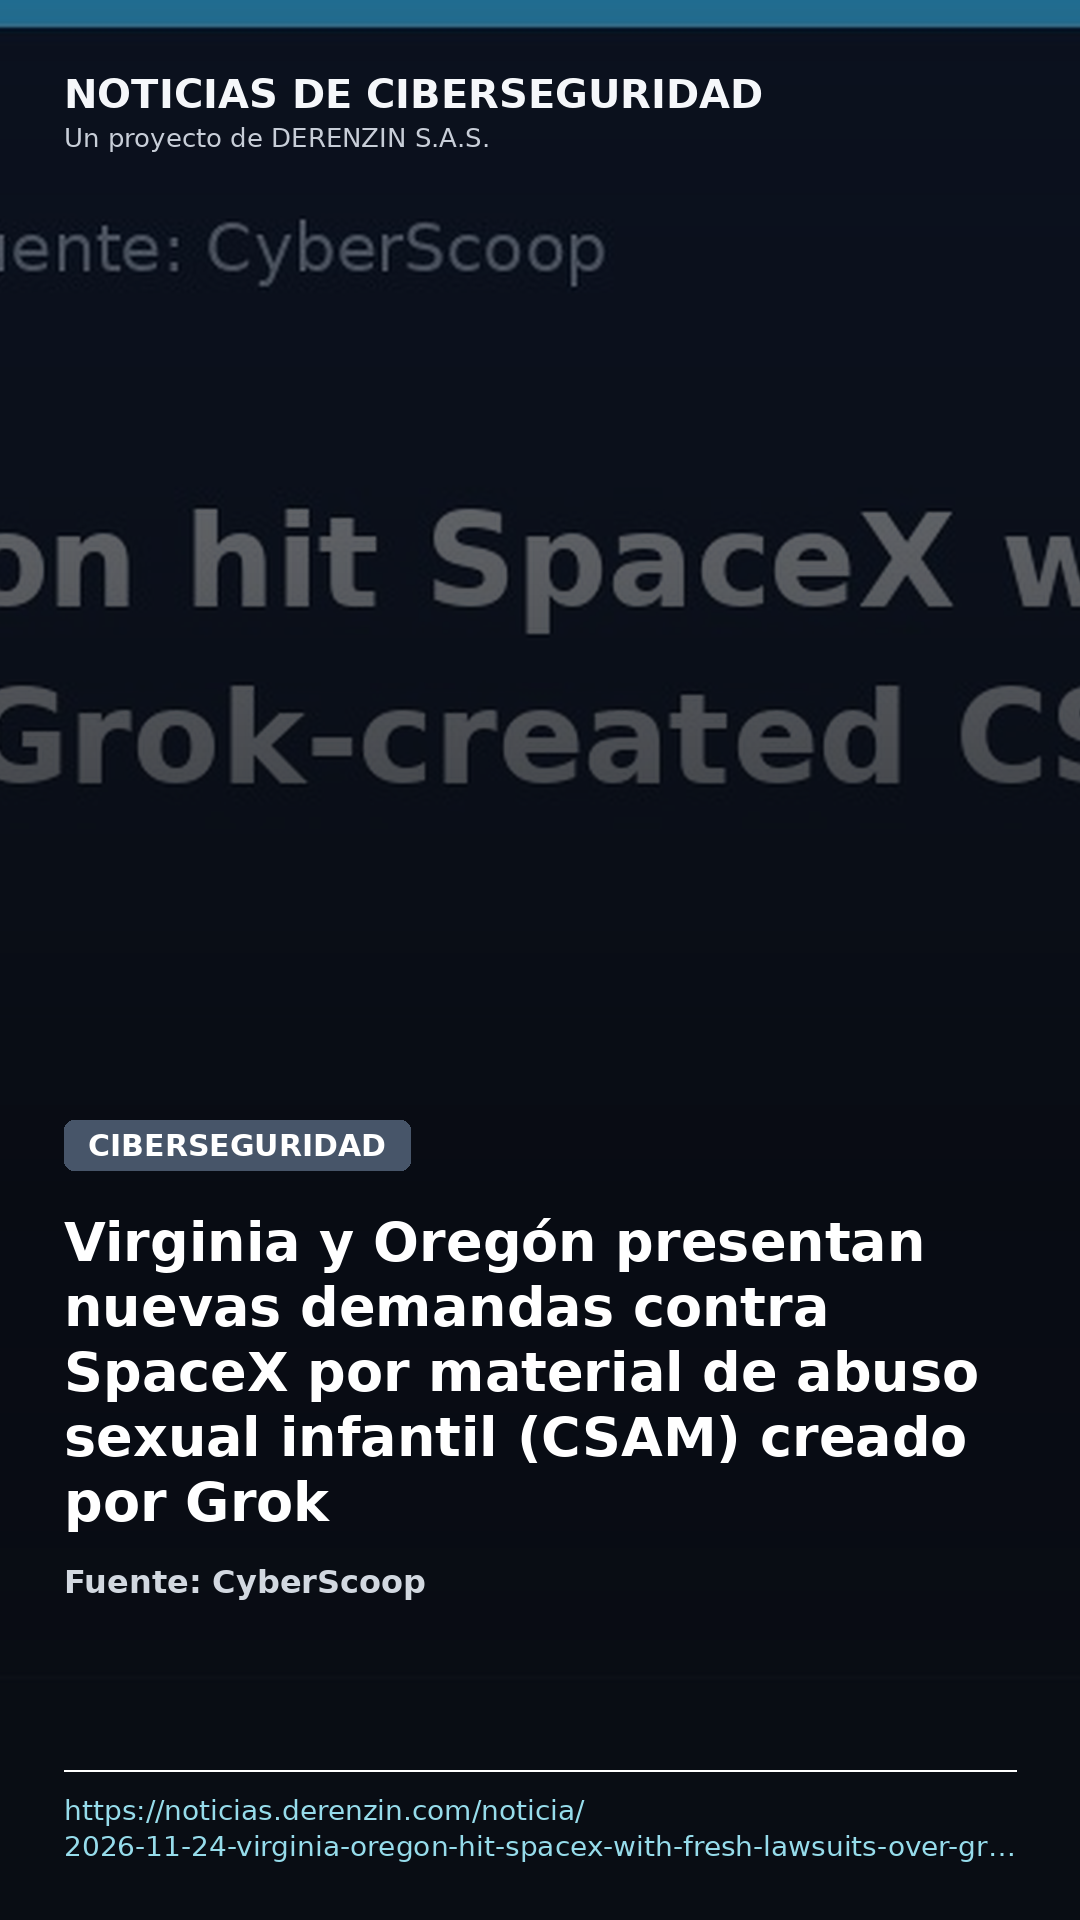 NOTICIAS DE CIBERSEGURIDAD
Un proyecto de DERENZIN S.A.S.
uente: CyberScoop
on hit SpaceX w
Grok-created CS
CIBERSEGURIDAD
Virginia y Oregón presentan
nuevas demandas contra
SpaceX por material de abuso
sexual infantil (CSAM) creado
por Grok
Fuente: CyberScoop
https://noticias.derenzin.com/noticia/
2026-11-24-virginia-oregon-hit-spacex-with-fresh-lawsuits-over-gr…